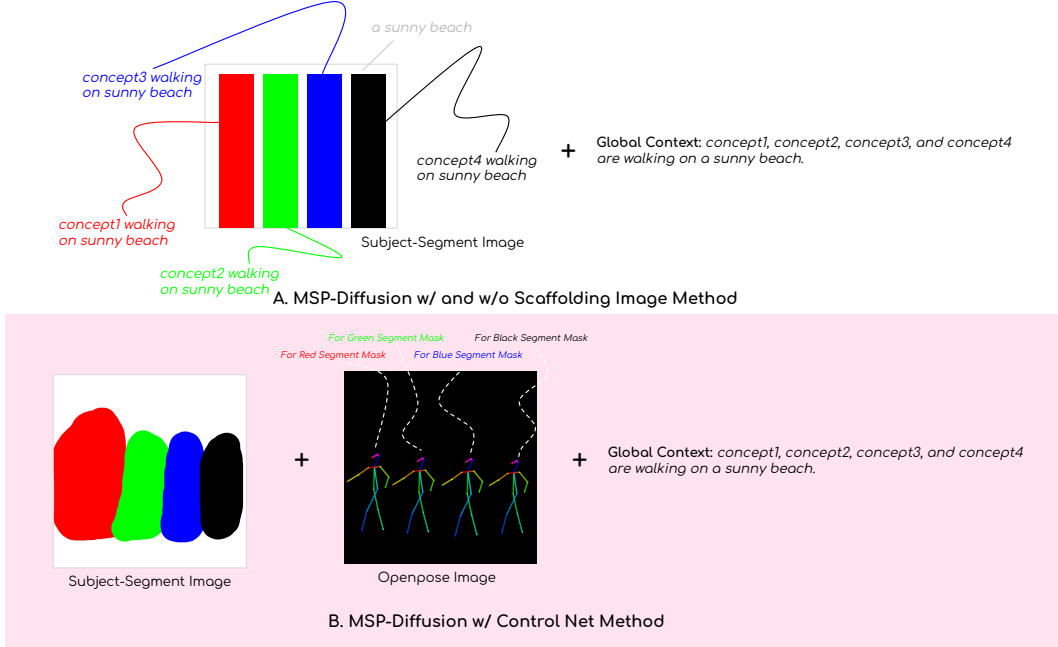 a sunny beach
concept3 walking
on sunny beach
concept4 walking
on sunny beach
+
Global Context: concept1, concept2, concept3, and concept4
are walking on a sunny beach.
concept1 walking
on sunny beach
Subject-Segment Image
concept2 walking
on sunny beach
A. MSP-Diffusion w/ and w/o Scaffolding Image Method
For Green Segment Mask
For Black Segment Mask
For Red Segment Mask
For Blue Segment Mask
+
+
Global Context: concept1, concept2, concept3, and concept4
are walking on a sunny beach.
Subject-Segment Image
Openpose Image
B. MSP-Diffusion w/ Control Net Method